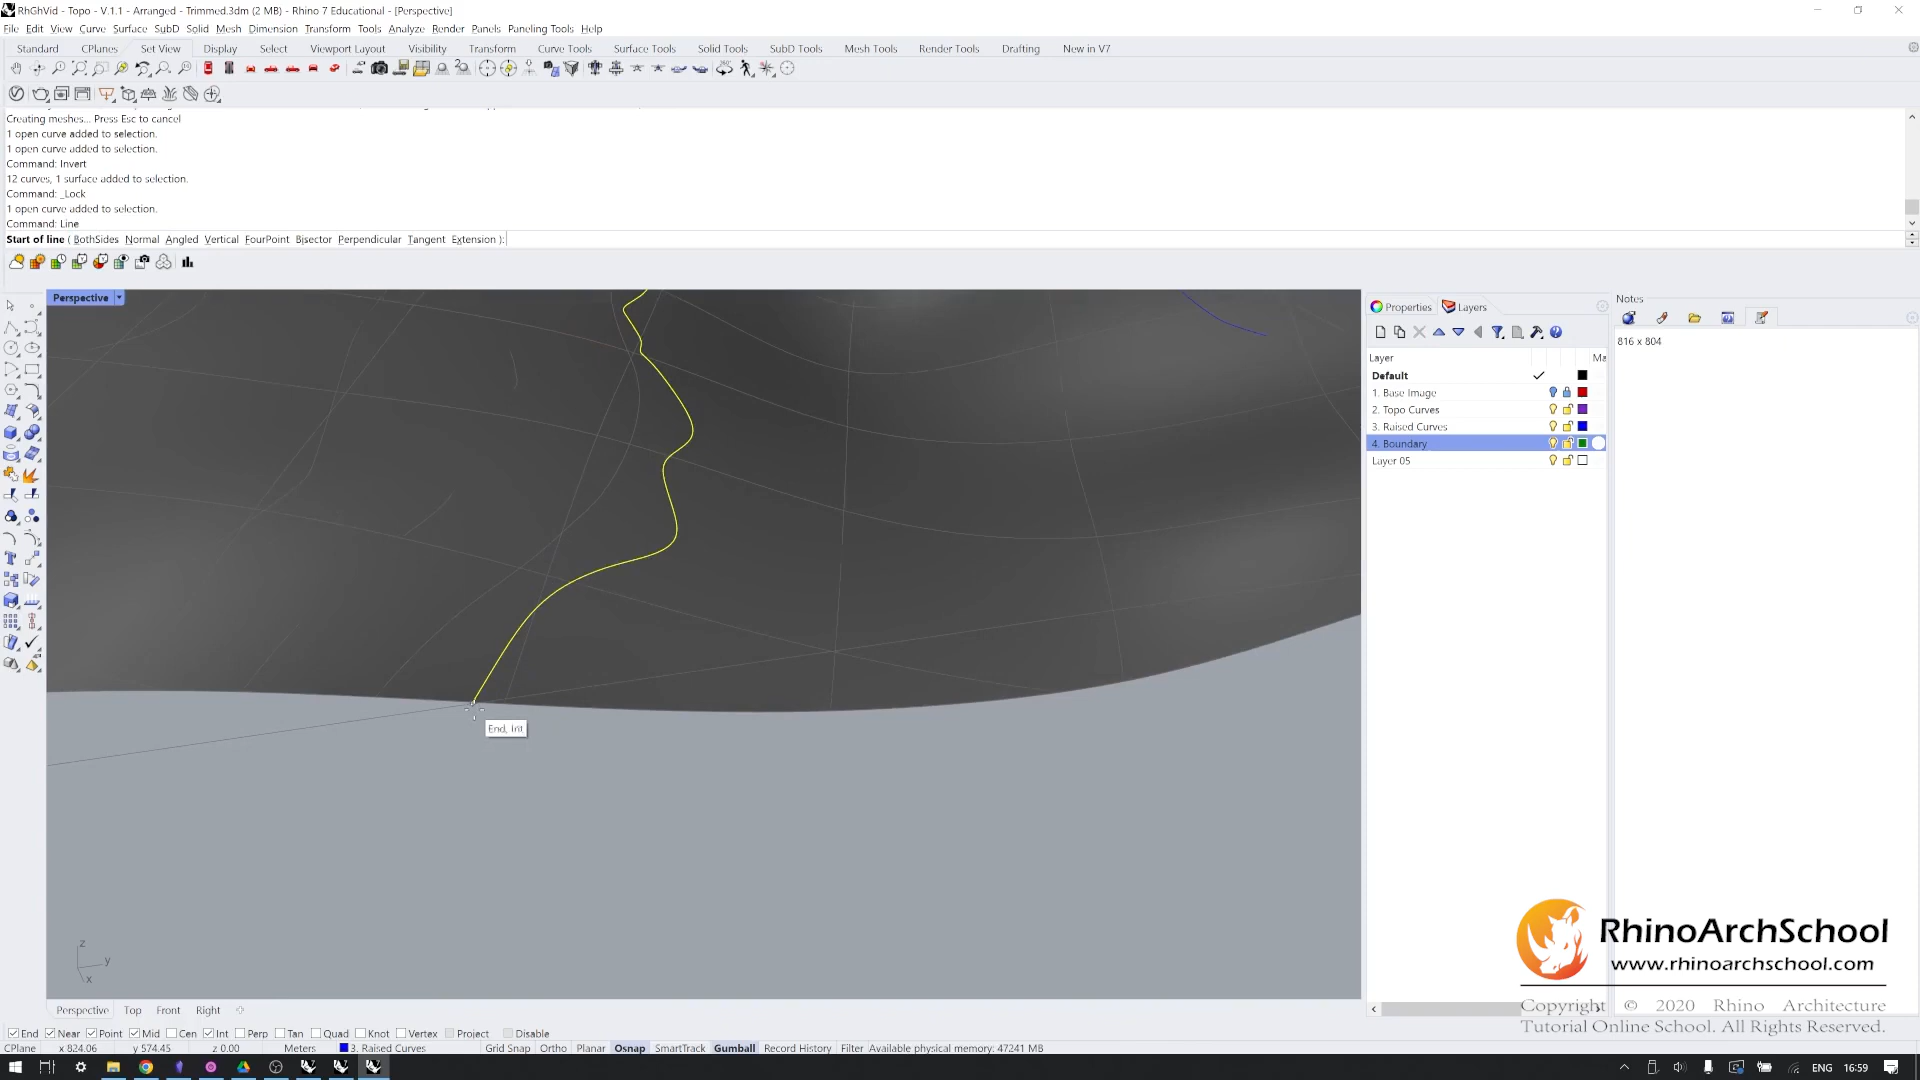 RhGhVid - Topo - V.1.1 - Arranged - Trimmed.3dm (2 MB) - Rhino 7 Educational - [Perspective]
File Edit View Curve Surface SubD Solid Mesh Dimension Transform Tools Analyze Render Panels Paneling Tools Help
Standard CPlanes Set View Display Select Viewport Layout Visibility Transform Curve Tools Surface Tools Solid Tools SubD Tools Mesh Tools Render Tools Drafting New in V7
Creating meshes... Press Esc to cancel
1 open curve added to selection.
1 open curve added to selection.
Command: Invert
12 curves, 1 surface added to selection.
Command: _Lock
1 open curve added to selection.
Command: Line
Start of line ( BothSides Normal Angled Vertical FourPoint Bisector Perpendicular Tangent Extension ):
Perspective
End, Int
z
y
x
Properties Layers
Layer Ma
Default
1. Base Image
2. Topo Curves
3. Raised Curves
4. Boundary
Layer 05
Notes
816 x 804
RhinoArchSchool
www.rhinoarchschool.com
Copyright © 2020 Rhino Architecture
Tutorial Online School. All Rights Reserved.
Perspective Top Front Right
End Near Point Mid Cen Int Perp Tan Quad Knot Vertex Project Disable
CPlane x 824.06 y 574.45 z 0.00 Meters 3. Raised Curves Grid Snap Ortho Planar Osnap SmartTrack Gumball Record History Filter Available physical memory: 47241 MB
ENG 16:59